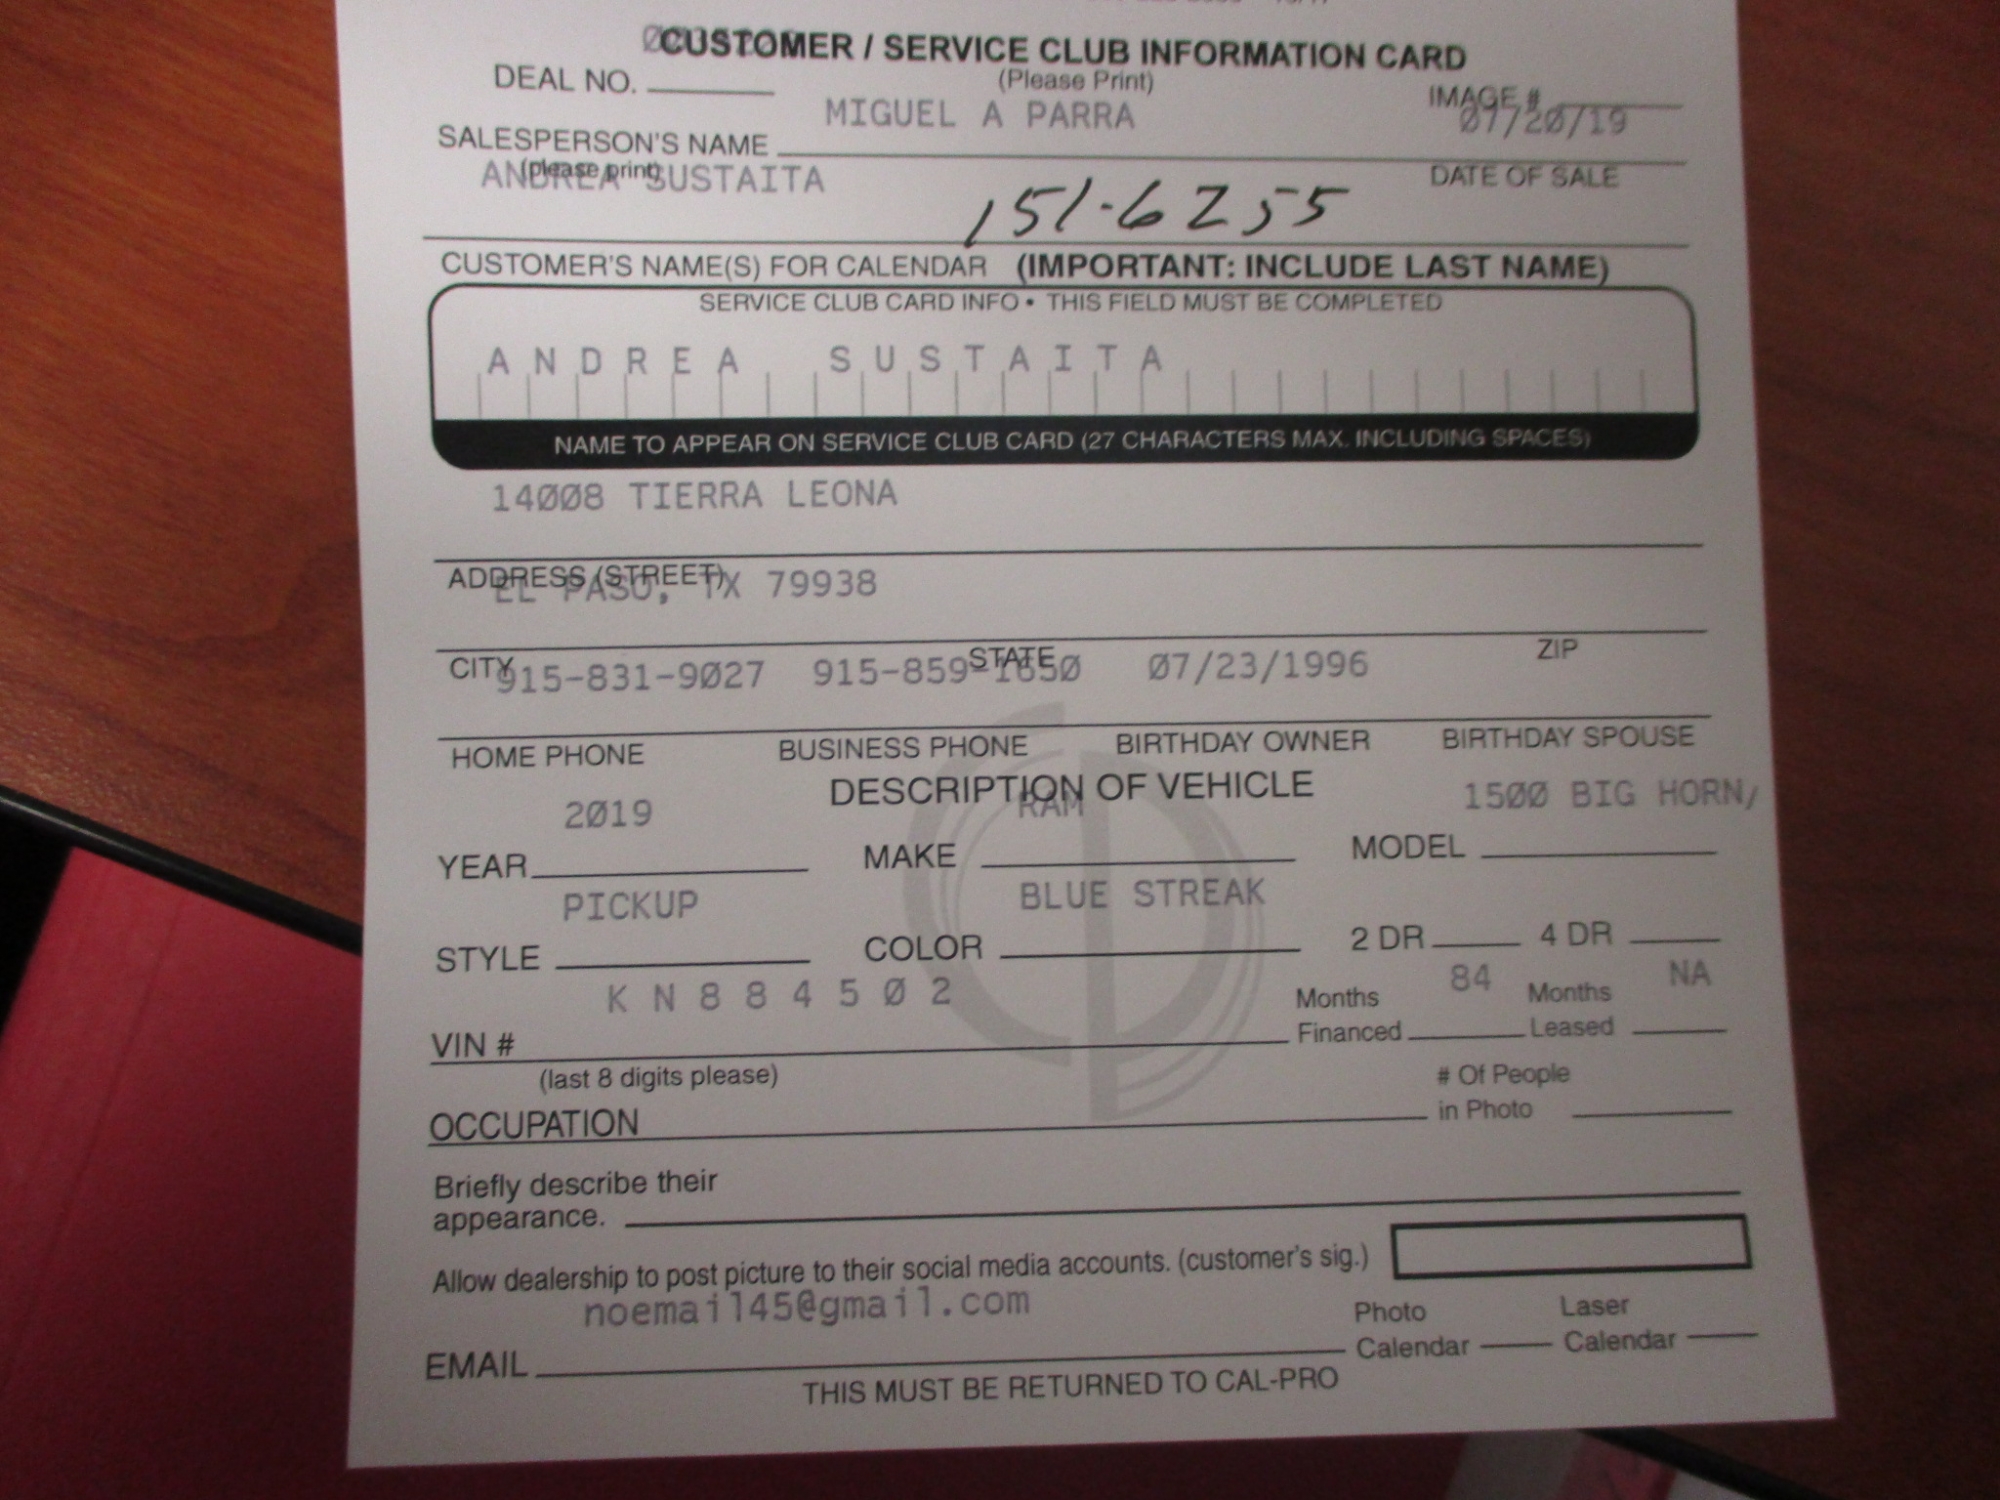 CUSTOMER / SERVICE CLUB INFORMATION CARD
DEAL NO. (Please Print) IMAGE #
MIGUEL A PARRA 07/20/19
SALESPERSON'S NAME
(please print) DATE OF SALE
ANDREA SUSTAITA
151-6255
CUSTOMER'S NAME(S) FOR CALENDAR (IMPORTANT: INCLUDE LAST NAME)
SERVICE CLUB CARD INFO • THIS FIELD MUST BE COMPLETED
ANDREA SUSTAITA
NAME TO APPEAR ON SERVICE CLUB CARD (27 CHARACTERS MAX. INCLUDING SPACES)
14008 TIERRA LEONA
ADDRESS (STREET)
EL PASO, TX 79938
CITY STATE ZIP
915-831-9027 915-859-1650 07/23/1996
HOME PHONE BUSINESS PHONE BIRTHDAY OWNER BIRTHDAY SPOUSE
DESCRIPTION OF VEHICLE
2019 RAM 1500 BIG HORN/
YEAR MAKE MODEL
PICKUP BLUE STREAK
STYLE COLOR 2 DR 4 DR
KN884502 Months 84 Months NA
VIN # Financed Leased
(last 8 digits please) # Of People
OCCUPATION in Photo
Briefly describe their
appearance.
Allow dealership to post picture to their social media accounts. (customer's sig.)
noemail45@gmail.com Photo Laser
EMAIL Calendar Calendar
THIS MUST BE RETURNED TO CAL-PRO